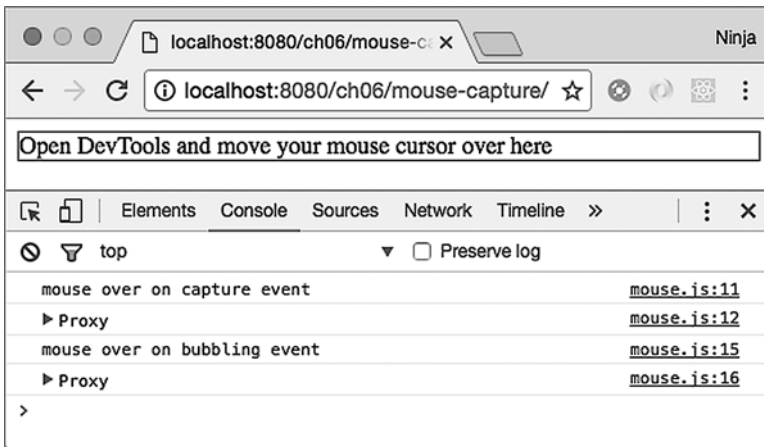 localhost:8080/ch06/mouse-ca
Ninja
localhost:8080/ch06/mouse-capture/
Open DevTools and move your mouse cursor over here
Elements Console Sources Network Timeline »
top Preserve log
mouse over on capture event mouse.js:11
Proxy mouse.js:12
mouse over on bubbling event mouse.js:15
Proxy mouse.js:16
>